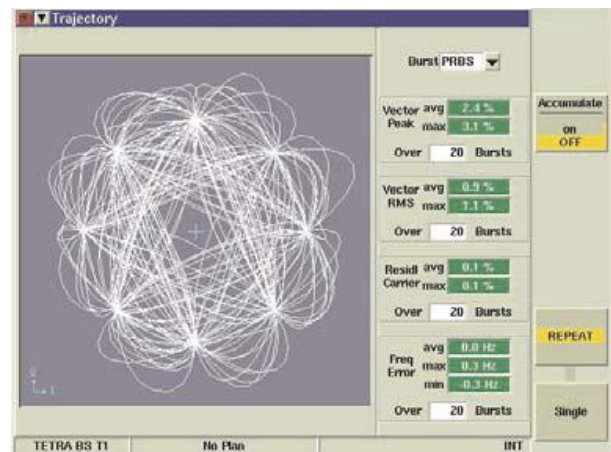 Trajectory
Burst PRBS
Vector Peak avg 2.4 %
max 3.1 %
Over 20 Bursts
Vector RMS avg 0.9 %
max 1.1 %
Over 20 Bursts
Residl Carrier avg 0.1 %
max 0.1 %
Over 20 Bursts
Freq Error avg 0.0 Hz
max 0.3 Hz
min -0.3 Hz
Over 20 Bursts
Accumulate
on
OFF
REPEAT
Single
Q
I
TETRA BS T1
No Plan
INT